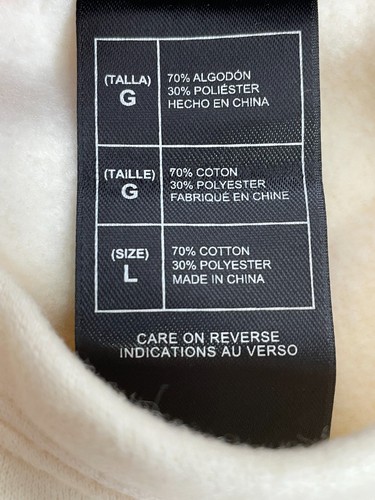 (TALLA)
G
70% ALGODÓN
30% POLIÉSTER
HECHO EN CHINA
(TAILLE)
G
70% COTON
30% POLYESTER
FABRIQUÉ EN CHINE
(SIZE)
L
70% COTTON
30% POLYESTER
MADE IN CHINA
CARE ON REVERSE
INDICATIONS AU VERSO